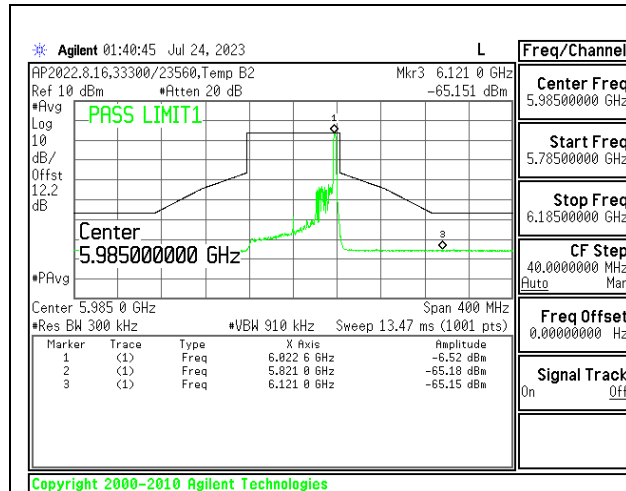 Agilent 01:40:45 Jul 24, 2023 L
AP2022.8.16,33300/23560,Temp B2 Mkr3 6.121 0 GHz
Ref 10 dBm #Atten 20 dB -65.151 dBm
#Avg
Log
10
dB/
Offst
12.2
dB
#PAvg
PASS LIMIT1
1
3
Center
5.985000000 GHz
Center 5.985 0 GHz Span 400 MHz
#Res BW 300 kHz #VBW 910 kHz Sweep 13.47 ms (1001 pts)
Marker Trace Type X Axis Amplitude
1 (1) Freq 6.022 6 GHz -6.52 dBm
2 (1) Freq 5.821 0 GHz -65.18 dBm
3 (1) Freq 6.121 0 GHz -65.15 dBm
Freq/Channel
Center Freq
5.98500000 GHz
Start Freq
5.78500000 GHz
Stop Freq
6.18500000 GHz
CF Step
40.0000000 MHz
Auto Man
Freq Offset
0.00000000 Hz
Signal Track
On Off
Copyright 2000-2010 Agilent Technologies